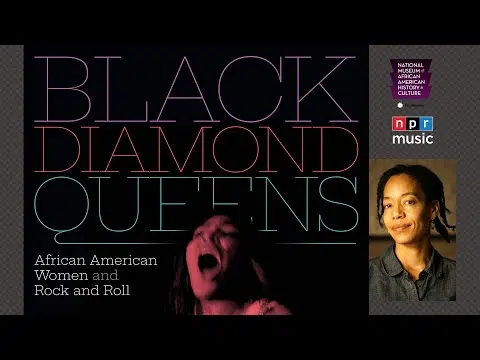 BLACK
DIAMOND
QUEENS
African American
Women and
Rock and Roll
NATIONAL
MUSEUM of
AFRICAN
AMERICAN
HISTORY &
CULTURE
npr
music